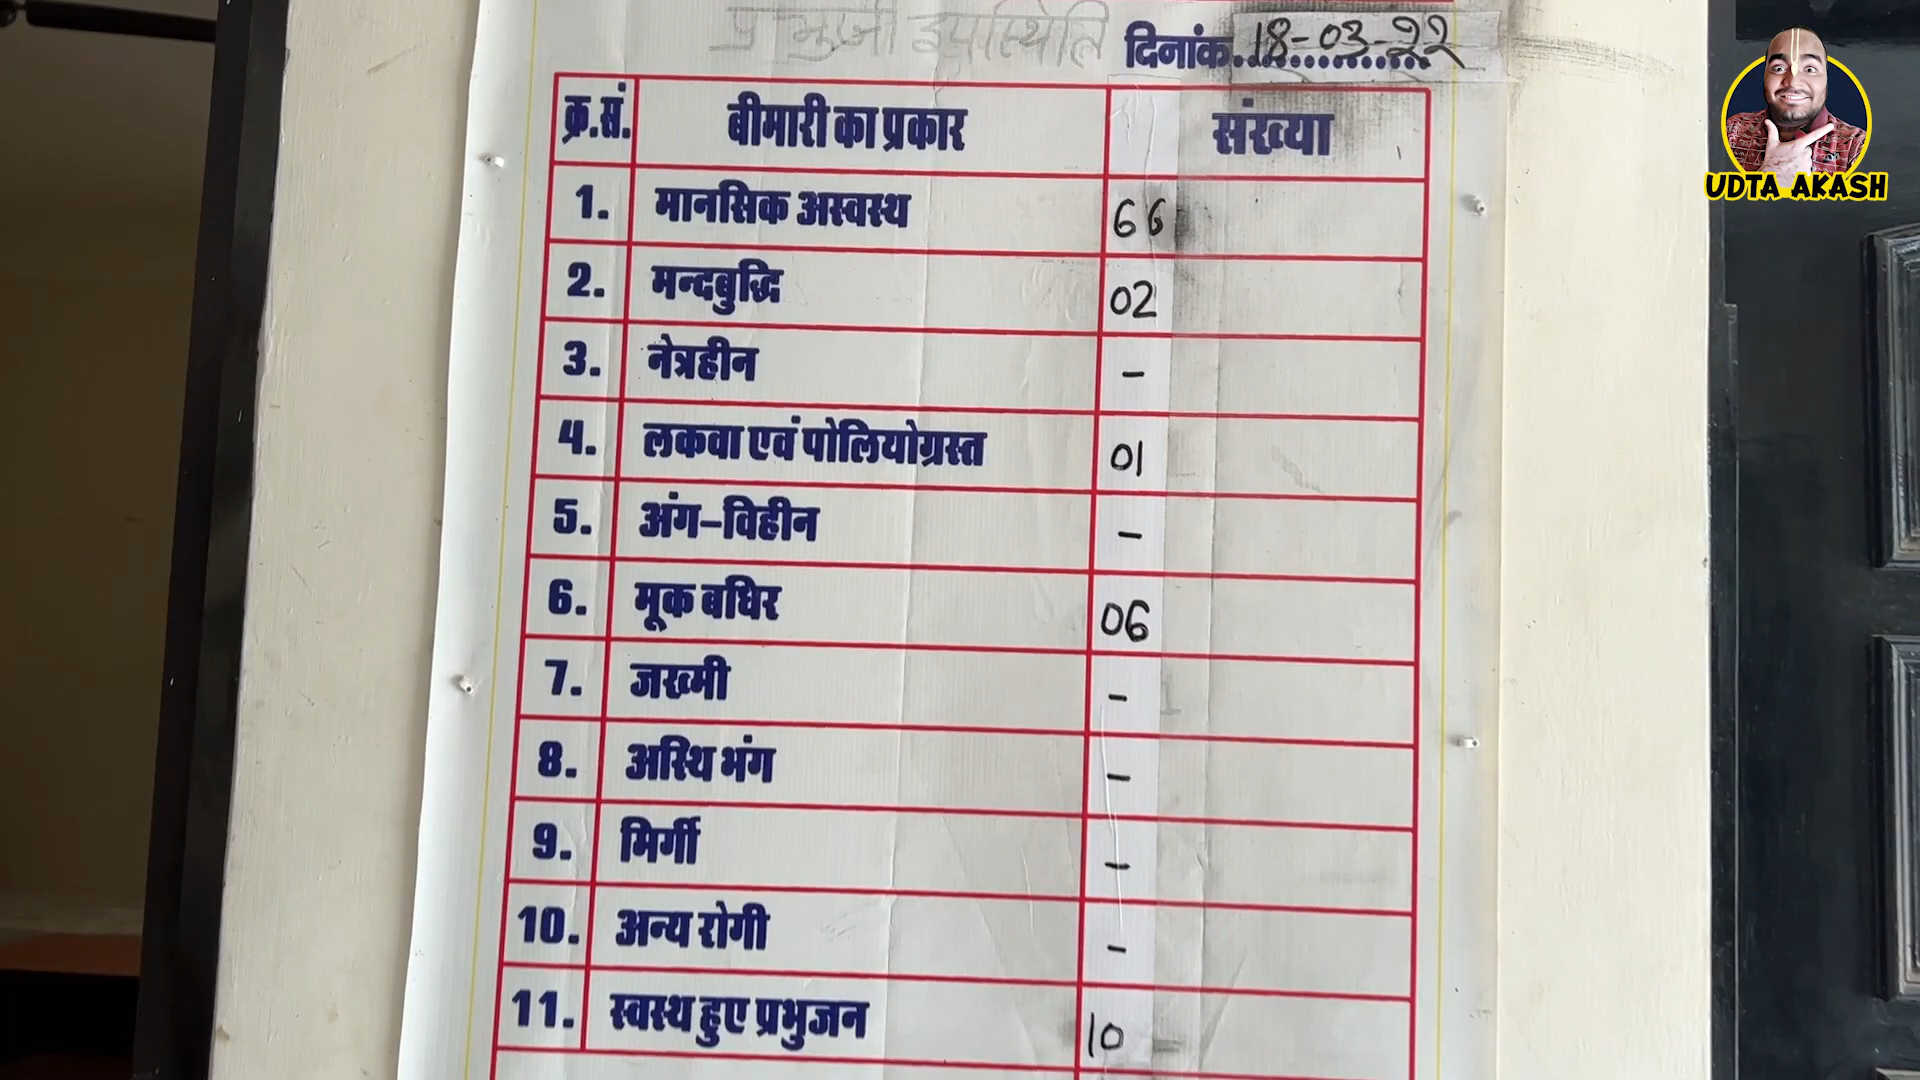 प्रभुजी उपस्थिति
दिनांक..18-03-22
क्र.सं. बीमारी का प्रकार संख्या
1. मानसिक अस्वस्थ 66
2. मन्दबुद्धि 02
3. नेत्रहीन -
4. लकवा एवं पोलियोग्रस्त 01
5. अंग-विहीन -
6. मूक बधिर 06
7. जख्मी -
8. अस्थि भंग -
9. मिर्गी -
10. अन्य रोगी -
11. स्वस्थ हुए प्रभुजन 10
UDTA AKASH